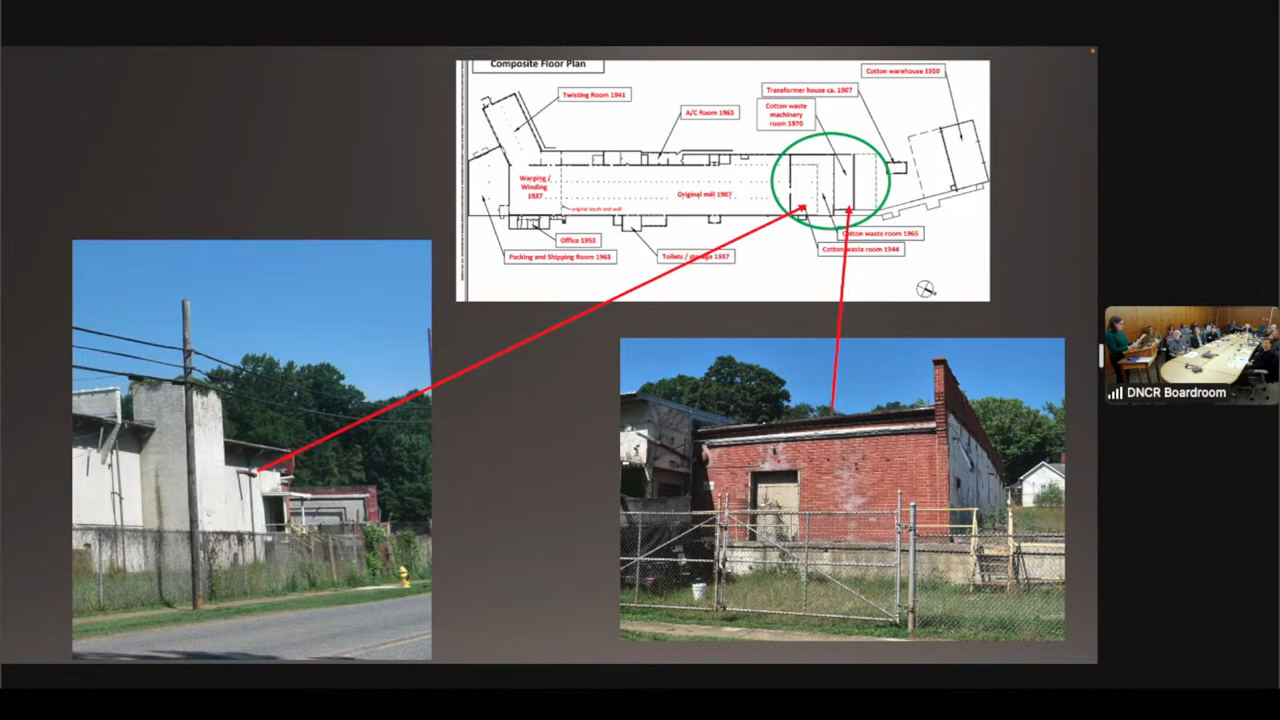 Composite Floor Plan
Cotton warehouse 1950
Twisting Room 1941
Transformer house ca. 1907
A/C Room 1963
Cotton waste
machinery
room 1970
Warping /
Winding
1937
Original mill 1907
original south end wall
Office 1953
Cotton waste room 1965
Cotton waste room 1944
Packing and Shipping Room 1963
Toilets / storage 1937
DNCR Boardroom